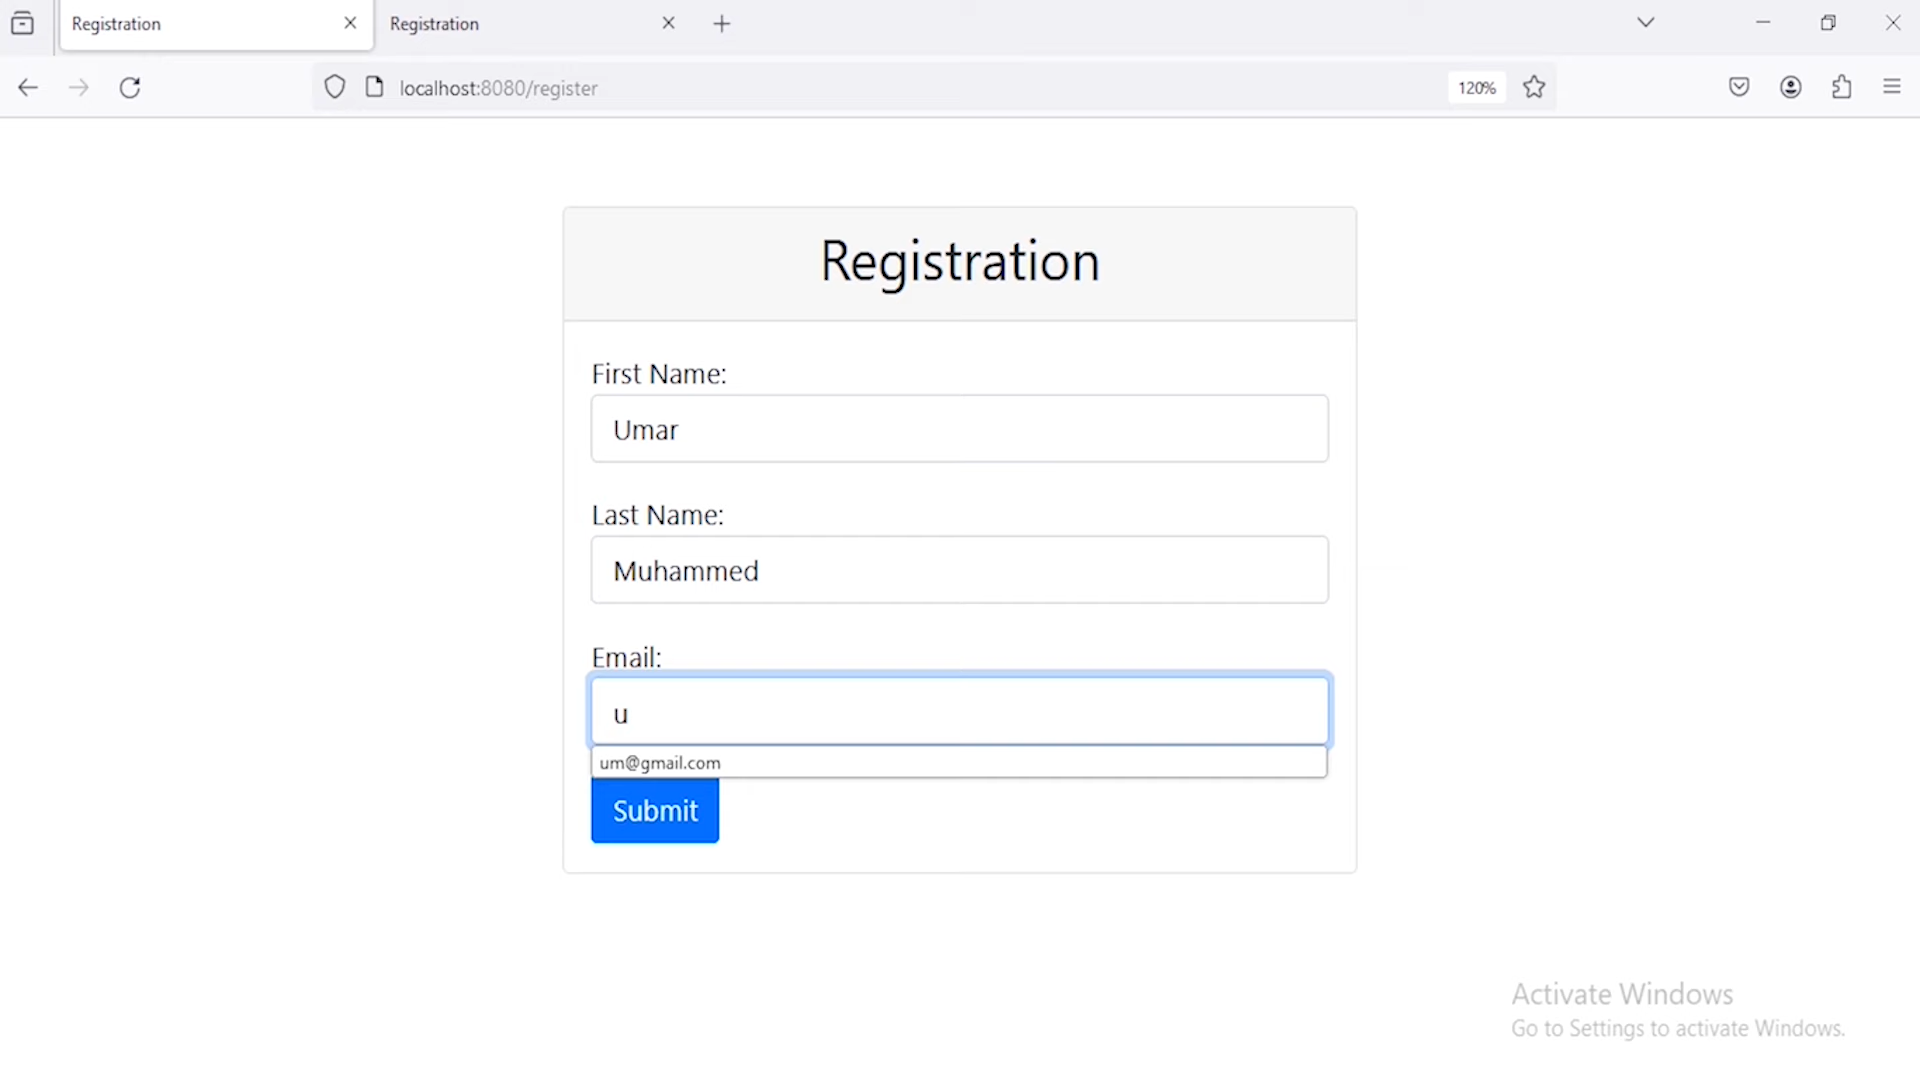 Registration
Registration
localhost:8080/register
120%
Registration
First Name:
Umar
Last Name:
Muhammed
Email:
u
um@gmail.com
Submit
Activate Windows
Go to Settings to activate Windows.